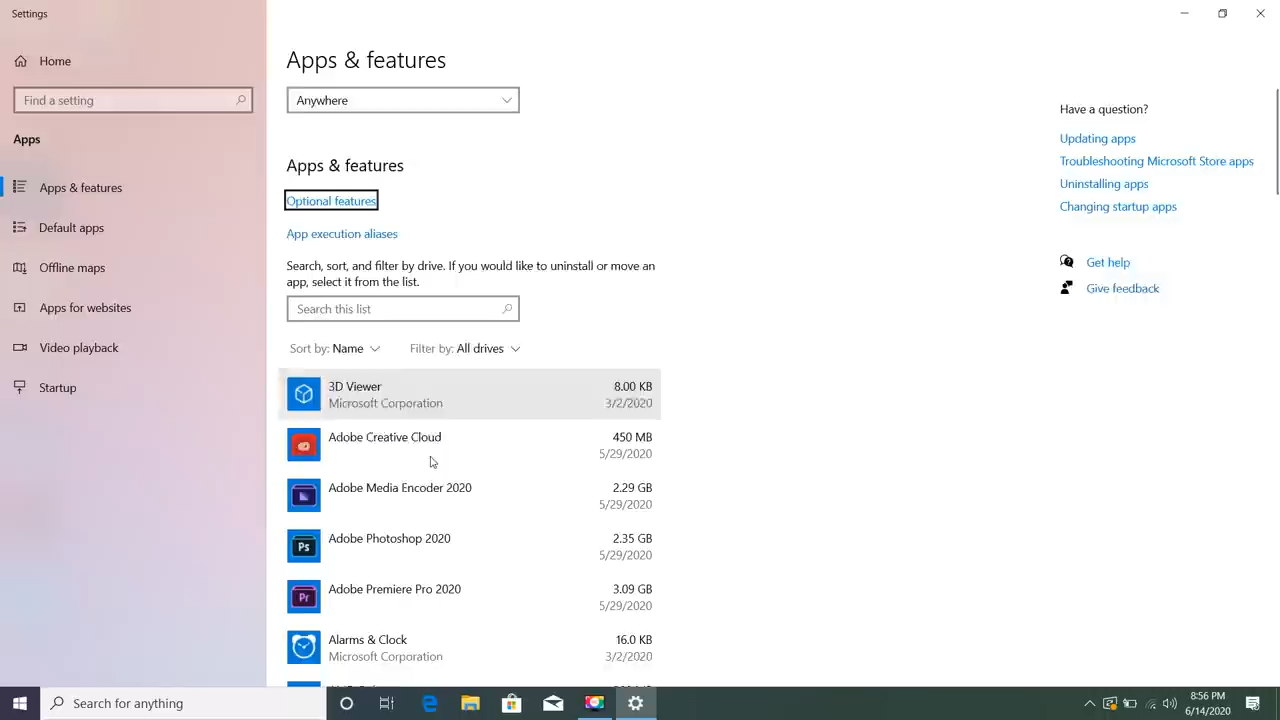 Settings
Home
Find a setting
Apps
Apps & features
Default apps
Offline maps
Apps for websites
Video playback
Startup
Apps & features
Anywhere
Apps & features
Optional features
App execution aliases
Search, sort, and filter by drive. If you would like to uninstall or move an
app, select it from the list.
Search this list
Sort by: Name Filter by: All drives
3D Viewer 8.00 KB
Microsoft Corporation 3/2/2020
Adobe Creative Cloud 450 MB
5/29/2020
Adobe Media Encoder 2020 2.29 GB
5/29/2020
Adobe Photoshop 2020 2.35 GB
5/29/2020
Ps
Adobe Premiere Pro 2020 3.09 GB
5/29/2020
Pr
Alarms & Clock 16.0 KB
Microsoft Corporation 3/2/2020
Have a question?
Updating apps
Troubleshooting Microsoft Store apps
Uninstalling apps
Changing startup apps
Get help
Give feedback
Search for anything
8:56 PM
6/14/2020